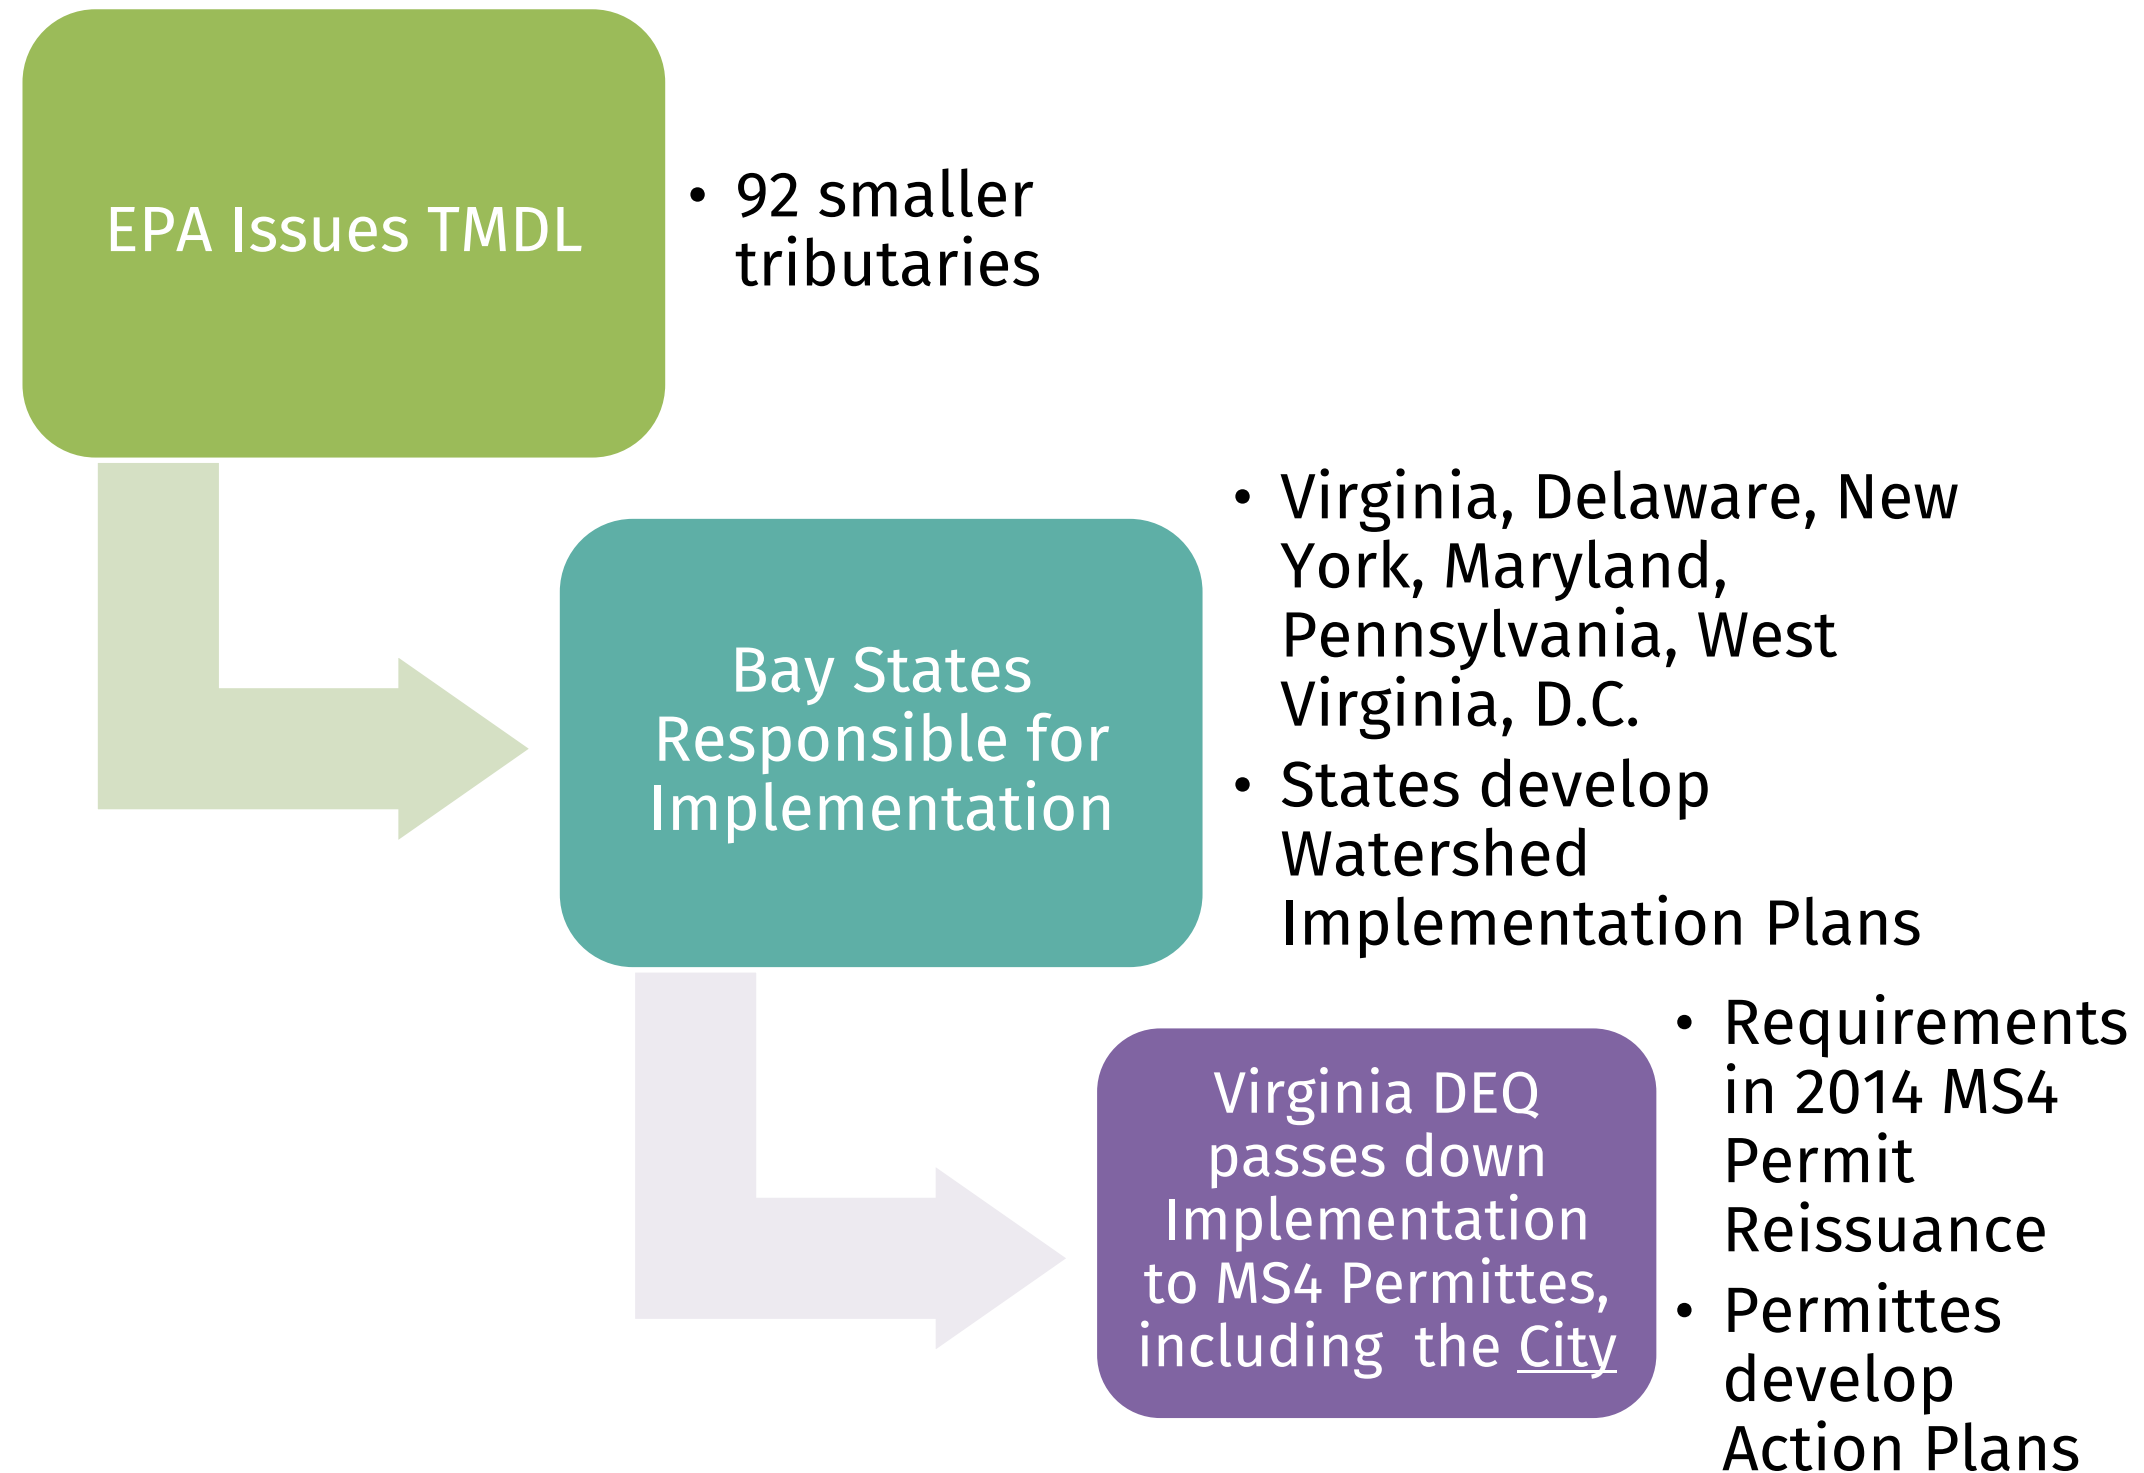 EPA Issues TMDL
• 92 smaller
tributaries
Bay States
Responsible for
Implementation
• Virginia, Delaware, New
York, Maryland,
Pennsylvania, West
Virginia, D.C.
• States develop
Watershed
Implementation Plans
Virginia DEQ
passes down
Implementation
to MS4 Permittes,
including the City
• Requirements
in 2014 MS4
Permit
Reissuance
• Permittes
develop
Action Plans